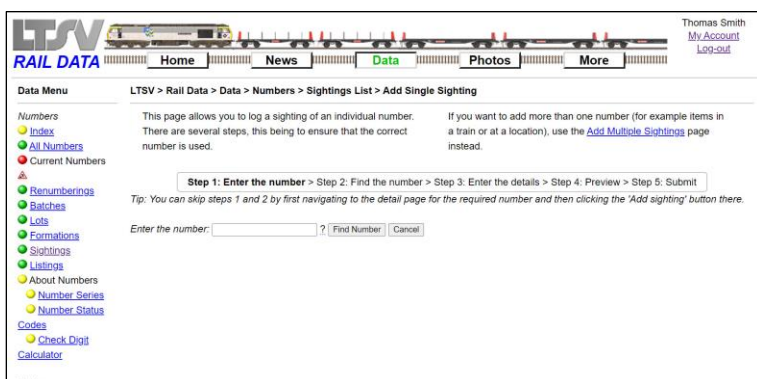 LTSV
RAIL DATA
Thomas Smith
My Account
Log-out
Home News Data Photos More
Data Menu
Numbers
Index
All Numbers
Current Numbers
Renumberings
Batches
Lots
Formations
Sightings
Listings
About Numbers
Number Series
Number Status
Codes
Check Digit
Calculator
LTSV > Rail Data > Data > Numbers > Sightings List > Add Single Sighting
This page allows you to log a sighting of an individual number.
There are several steps, this being to ensure that the correct
number is used.
If you want to add more than one number (for example items in
a train or at a location), use the Add Multiple Sightings page
instead.
Step 1: Enter the number > Step 2: Find the number > Step 3: Enter the details > Step 4: Preview > Step 5: Submit
Tip: You can skip steps 1 and 2 by first navigating to the detail page for the required number and then clicking the 'Add sighting' button there.
Enter the number: ? Find Number Cancel